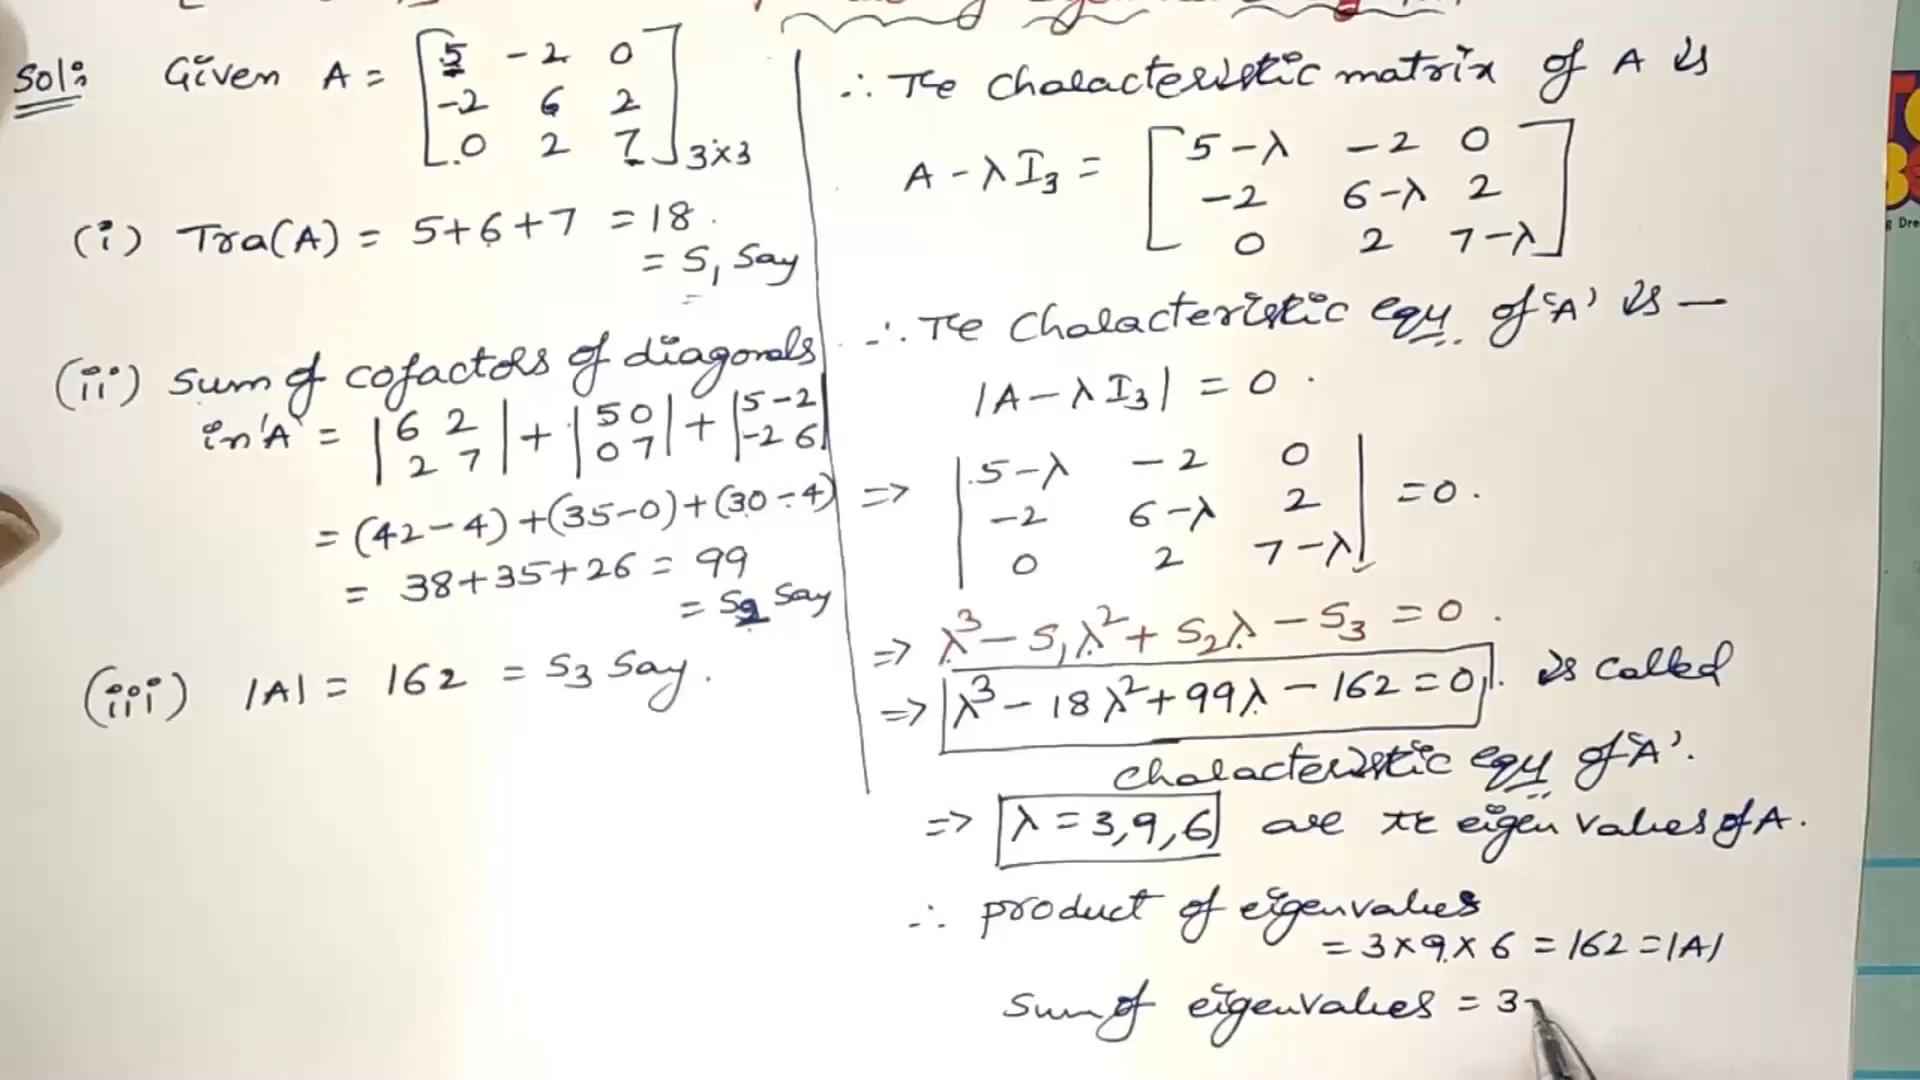 Sol: Given A = [5 -2 0
-2 6 2
0 2 7] 3×3
(i) Tra(A) = 5+6+7 = 18.
= S₁ Say
(ii) Sum of cofactors of diagonals
in 'A' = |6 2 + |5 0 + |5 -2
2 7| 0 7| -2 6|
= (42-4)+(35-0)+(30-4)
= 38+35+26 = 99
= S2 Say
(iii) |A| = 162 = S3 Say.
∴ The Characteristic matrix of A is
A - λI₃ = [5-λ -2 0
-2 6-λ 2
0 2 7-λ]
∴ The Characteristic equ. of 'A' is —
|A - λI₃| = 0.
=> |5-λ -2 0
-2 6-λ 2
0 2 7-λ| = 0.
=> λ³ - S₁λ² + S₂λ - S₃ = 0.
=> λ³ - 18λ² + 99λ - 162 = 0. is called
characteristic equ of 'A'.
=> λ = 3,9,6 are the eigen values of A.
∴ product of eigenvalues
= 3×9×6 = 162 = |A|
Sum of eigenvalues = 3-